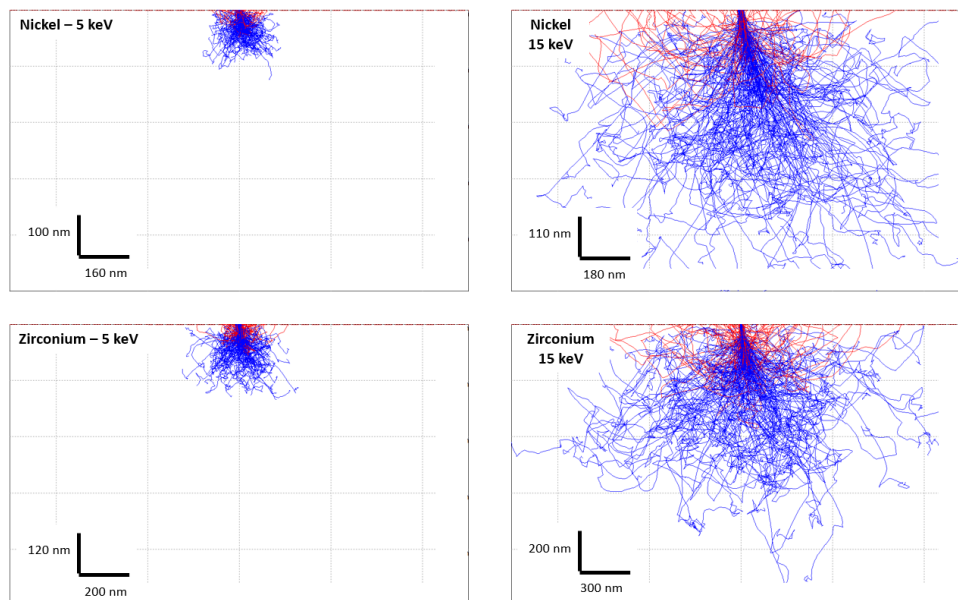 Nickel – 5 keV
100 nm
160 nm
Nickel
15 keV
110 nm
180 nm
Zirconium – 5 keV
120 nm
200 nm
Zirconium
15 keV
200 nm
300 nm